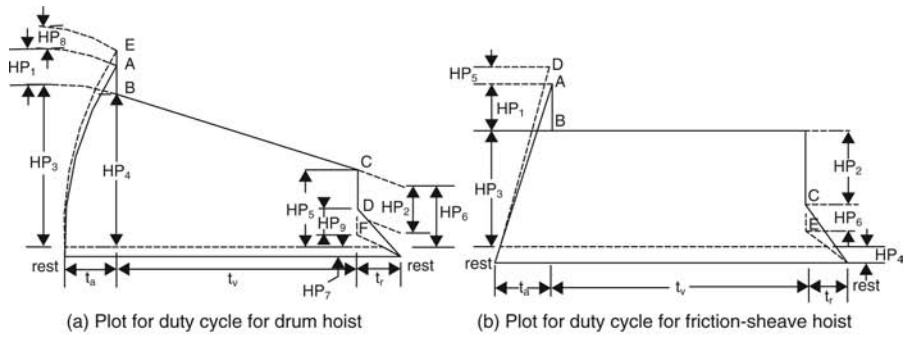 E
HP8
A
HP1
B
HP3
HP4
C
D
HP5
HP9
HP2
HP6
F
rest
ta
tv
tr
rest
HP7
(a) Plot for duty cycle for drum hoist
D
HP5
A
HP1
B
HP3
HP2
C
HP6
E
HP4
rest
ta
tv
tr
rest
(b) Plot for duty cycle for friction-sheave hoist